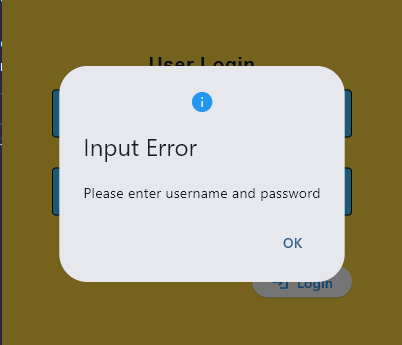 User Login
Input Error
Please enter username and password
OK
Login